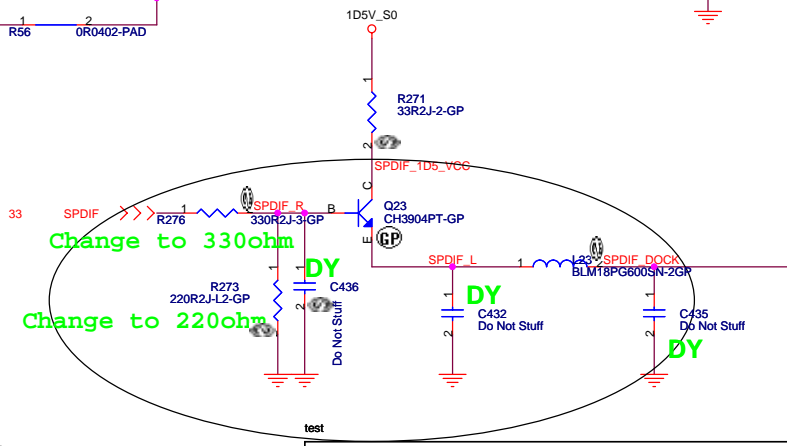 1D5V_S0
1
2
R56
0R0402-PAD
1
R271
33R2J-2-GP
2
SPDIF_1D5_VCC
C
33
SPDIF
1
R276
SPDIF_R
330R2J-3-GP
B
Q23
CH3904PT-GP
E
GP
Change to 330ohm
SPDIF_L
1
L23
2
SPDIF_DOCK
BLM18PG600SN-2GP
DY
1
1
R273
220R2J-L2-GP
C436
2
2
Do Not Stuff
Change to 220ohm
DY
1
C432
Do Not Stuff
2
1
C435
Do Not Stuff
2
DY
test